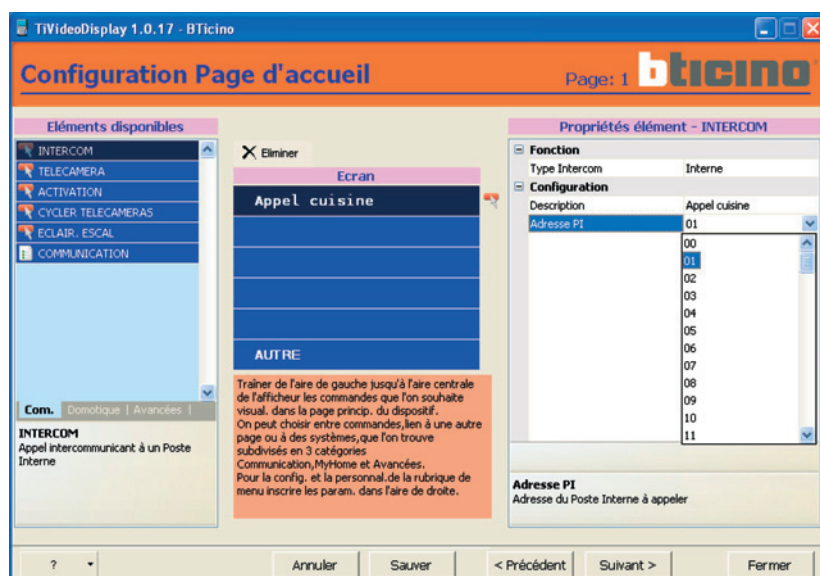 TiVideoDisplay 1.0.17 - BTicino
Configuration Page d'accueil
Page: 1
bticino
Eléments disponibles
INTERCOM
TELECAMERA
ACTIVATION
CYCLER TELECAMERAS
ECLAIR. ESCAL
COMMUNICATION
Com. Domotique | Avancées |
INTERCOM
Appel intercommunicant à un Poste
Interne
Eliminer
Ecran
Appel cuisine
AUTRE
Traîner de l'aire de gauche jusqu'à l'aire centrale
de l'afficheur les commandes que l'on souhaite
visual. dans la page princip. du dispositif.
On peut choisir entre commandes,lien à une autre
page ou à des systèmes,que l'on trouve
subdivisés en 3 catégories
Communication,MyHome et Avancées.
Pour la config. et la personnal.de la rubrique de
menu inscrire les param. dans l'aire de droite.
Propriétés élément - INTERCOM
Fonction
Type Intercom Interne
Configuration
Description Appel cuisine
Adresse PI 01
00
01
02
03
04
05
06
07
08
09
10
11
Adresse PI
Adresse du Poste Interne à appeler
?
Annuler
Sauver
< Précédent
Suivant >
Fermer